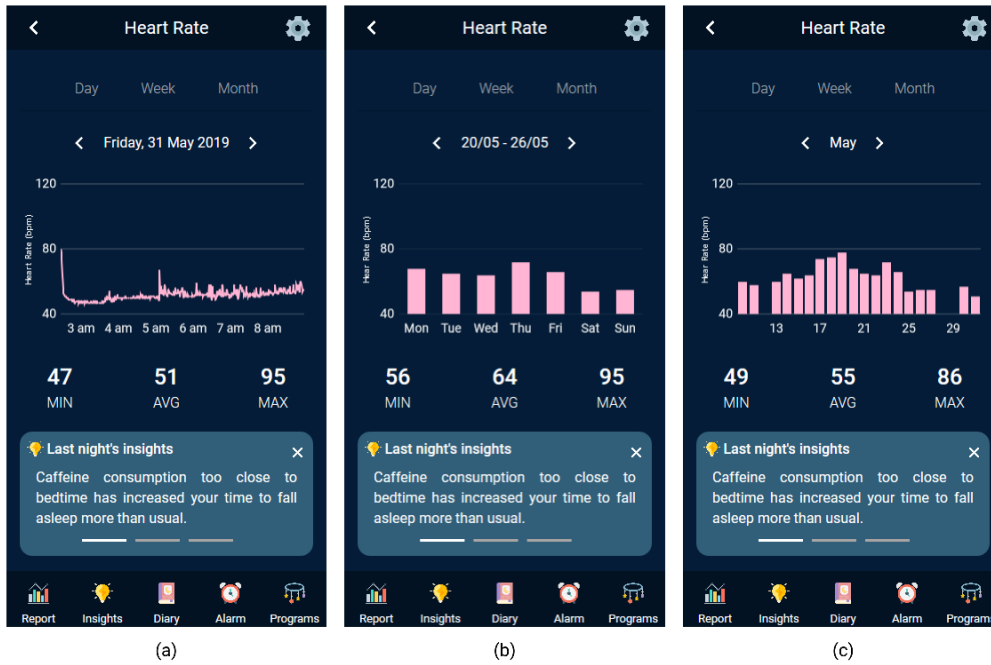 Heart Rate
Day Week Month
Friday, 31 May 2019
120
Heart Rate (bpm)
80
40
3 am 4 am 5 am 6 am 7 am 8 am
47 51 95
MIN AVG MAX
Last night's insights
Caffeine consumption too close to
bedtime has increased your time to fall
asleep more than usual.
Report Insights Diary Alarm Programs
(a)
Heart Rate
Day Week Month
20/05 - 26/05
120
Hear Rate (bpm)
80
40
Mon Tue Wed Thu Fri Sat Sun
56 64 95
MIN AVG MAX
Last night's insights
Caffeine consumption too close to
bedtime has increased your time to fall
asleep more than usual.
Report Insights Diary Alarm Programs
(b)
Heart Rate
Day Week Month
May
120
Hear Rate (bpm)
80
40
13 17 21 25 29
49 55 86
MIN AVG MAX
Last night's insights
Caffeine consumption too close to
bedtime has increased your time to fall
asleep more than usual.
Report Insights Diary Alarm Programs
(c)